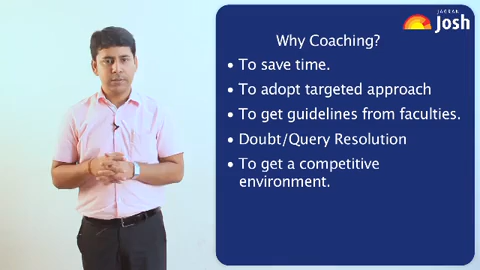 JAGRAN
Josh
Why Coaching?
• To save time.
• To adopt targeted approach
• To get guidelines from faculties.
• Doubt/Query Resolution
• To get a competitive
environment.